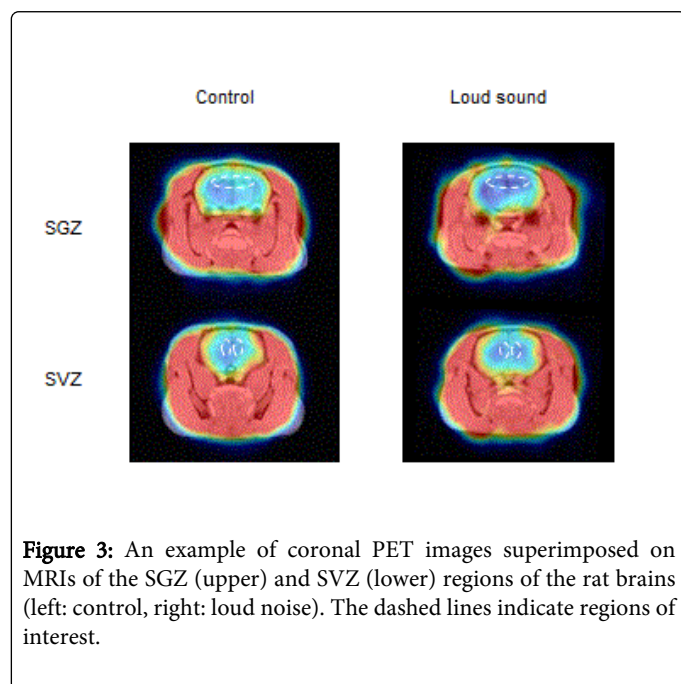 Control Loud sound
SGZ
SVZ
Figure 3: An example of coronal PET images superimposed on
MRIs of the SGZ (upper) and SVZ (lower) regions of the rat brains
(left: control, right: loud noise). The dashed lines indicate regions of
interest.